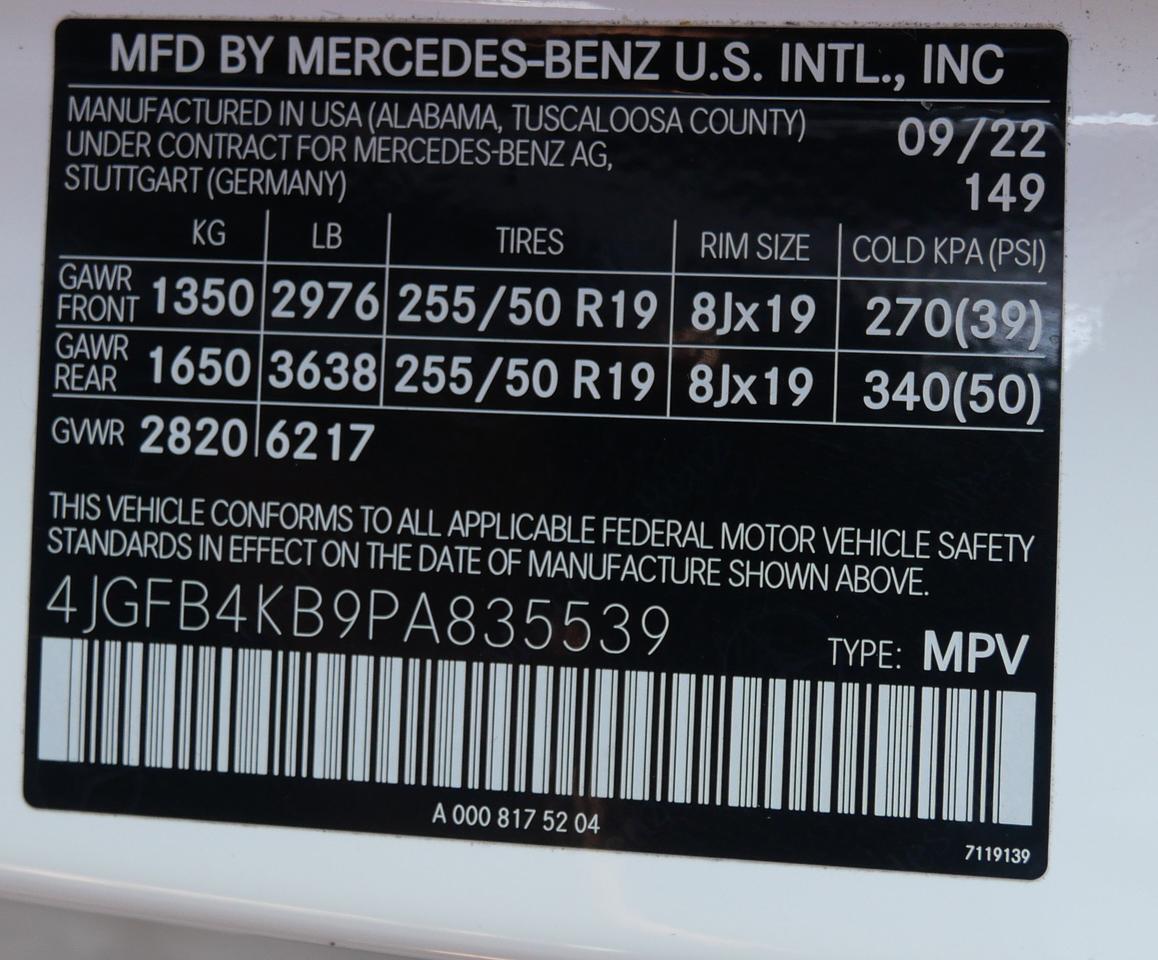 MFD BY MERCEDES-BENZ U.S. INTL., INC
MANUFACTURED IN USA (ALABAMA, TUSCALOOSA COUNTY)
UNDER CONTRACT FOR MERCEDES-BENZ AG,
STUTTGART (GERMANY)
09/22
149
KG LB TIRES RIM SIZE COLD KPA (PSI)
GAWR FRONT 1350 2976 255/50 R19 8Jx19 270(39)
GAWR REAR 1650 3638 255/50 R19 8Jx19 340(50)
GVWR 2820 6217
THIS VEHICLE CONFORMS TO ALL APPLICABLE FEDERAL MOTOR VEHICLE SAFETY
STANDARDS IN EFFECT ON THE DATE OF MANUFACTURE SHOWN ABOVE.
4JGFB4KB9PA835539
TYPE: MPV
A 000 817 52 04
7119139